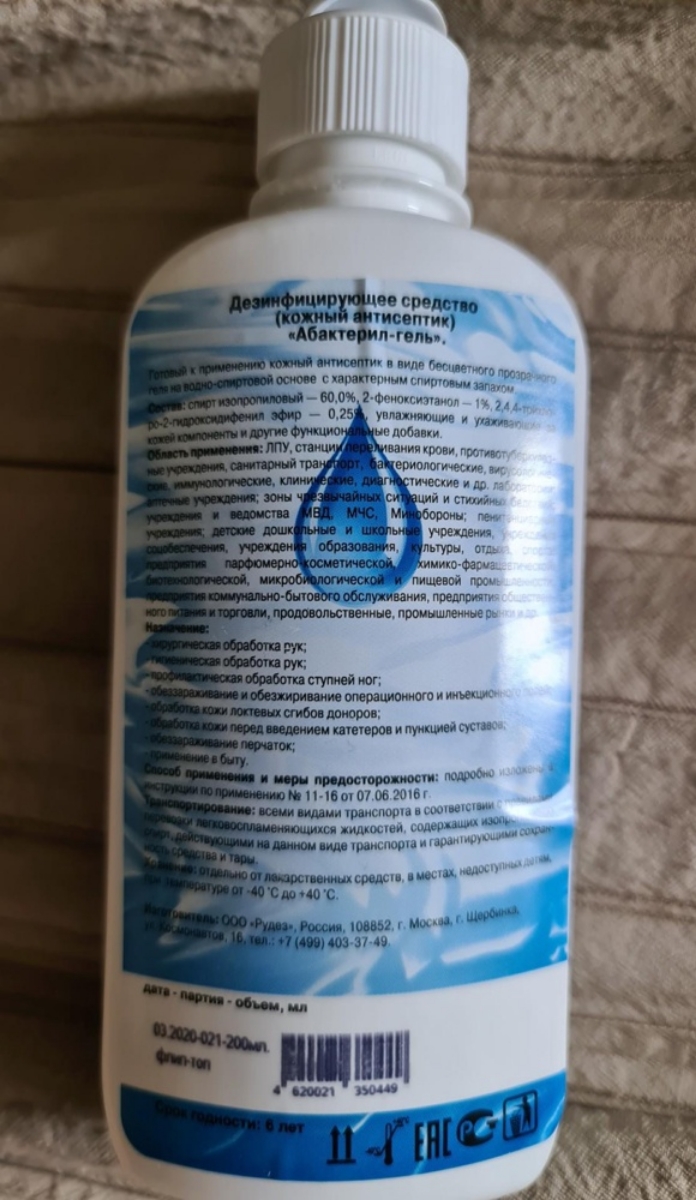 Дезинфицирующее средство
(кожный антисептик)
«Абактерил-гель».
Готовый к применению кожный антисептик в виде бесцветного прозрачного
геля на водно-спиртовой основе с характерным спиртовым запахом
Состав: спирт изопропиловый — 60,0%, 2-феноксиэтанол — 1%, 2,4,4-трихло-
ро-2-гидроксидифенил эфир — 0,25%, увлажняющие и ухаживающие за
кожей компоненты и другие функциональные добавки.
Область применения: ЛПУ, станции переливания крови, противотуберкулез-
ные учреждения, санитарный транспорт, бактериологические, вирусологиче-
ские, иммунологические, клинические, диагностические и др. лаборатории
аптечные учреждения; зоны чрезвычайных ситуаций и стихийных
учреждения и ведомства МВД, МЧС, Минобороны;
учреждения; детские дошкольные и школьные учреждения,
соцобеспечения, учреждения образования, культуры, отдыха,
предприятия парфюмерно-косметической, химико-фармацевтической
биотехнологической, микробиологической и пищевой промышленности
предприятия коммунально-бытового обслуживания, предприятия обществен-
ного питания и торговли, продовольственные, промышленные рынки и др.
Назначение:
- хирургическая обработка рук;
- гигиеническая обработка рук;
- профилактическая обработка ступней ног;
- обеззараживание и обезжиривание операционного и инъекционного
- обработка кожи локтевых сгибов доноров;
- обработка кожи перед введением катетеров и пункцией суставов;
- обеззараживание перчаток;
- применение в быту.
Способ применения и меры предосторожности: подробно изложены в
инструкции по применению № 11-16 от 07.06.2016 г.
Транспортирование: всеми видами транспорта в соответствии с
перевозки легковоспламеняющихся жидкостей, содержащих
спирт, действующими на данном виде транспорта и гарантирующими сохран-
ность средства и тары.
Хранение: отдельно от лекарственных средств, в местах, недоступных детям,
при температуре от -40 °С до +40 °С.
Изготовитель: ООО «Рудез», Россия, 108852, г. Москва, г. Щербинка,
ул. Космонавтов, 16, тел.: +7 (499) 403-37-49.
дата - партия - объем, мл
03.2020-021-200мл.
флип-топ
4 620021 350449
Срок годности: 6 лет
ЕАС